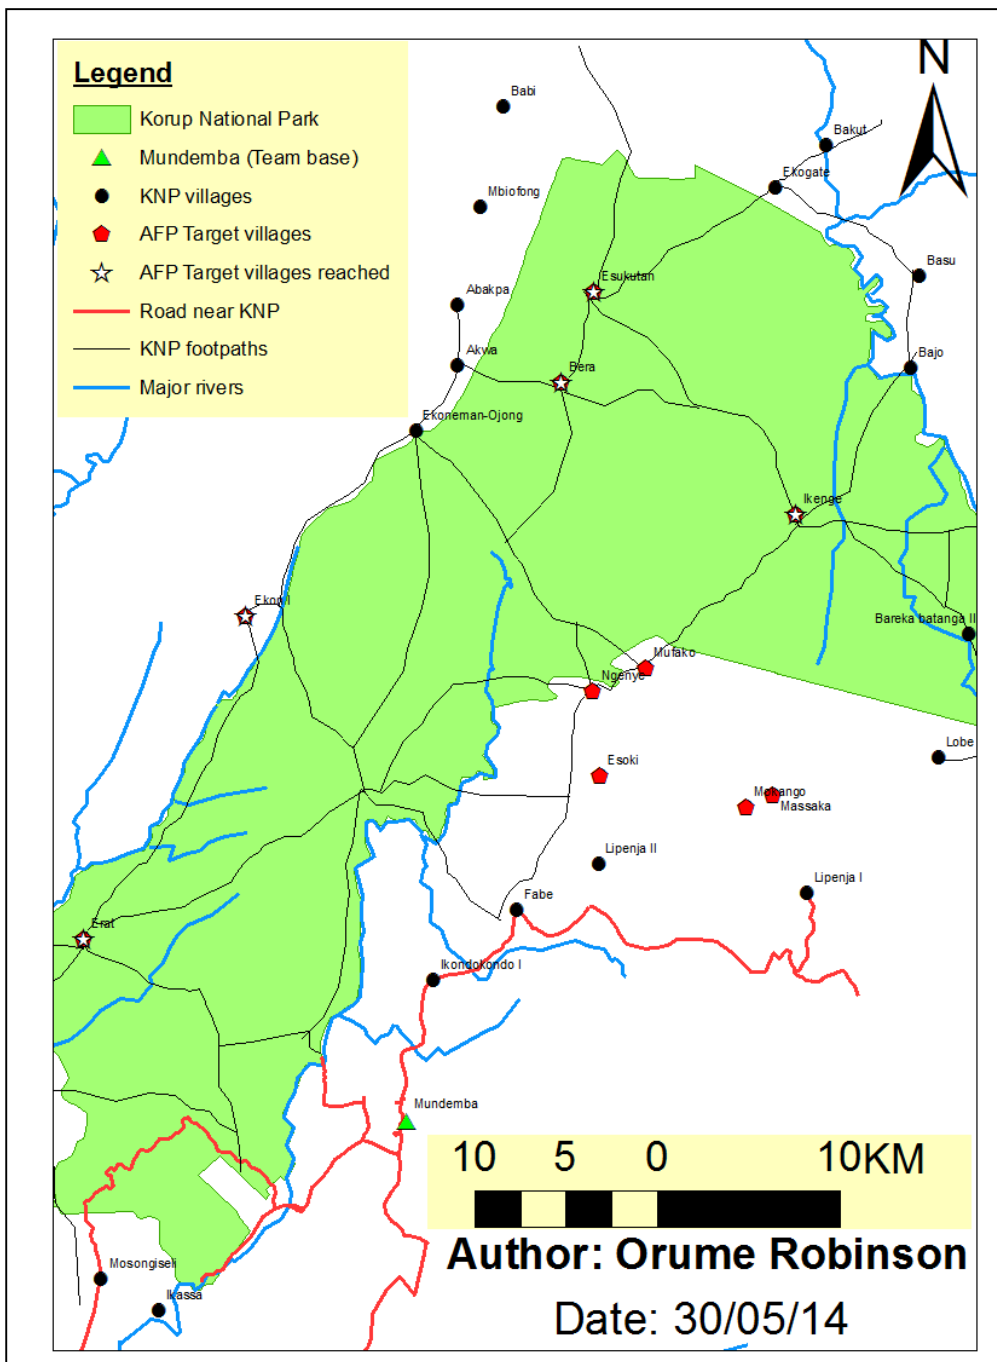 Legend
Korup National Park
Mundemba (Team base)
KNP villages
AFP Target villages
AFP Target villages reached
Road near KNP
KNP footpaths
Major rivers
N
Babi
Bakut
Ekogate
Mbiofong
Basu
Esukutan
Abakpa
Akwa
Bera
Bajo
Ekoneman-Ojong
Ikenge
Ekon I
Bareka batanga II
Mufako
Ngenye
Lobe
Esoki
Mokango
Massaka
Lipenja II
Lipenja I
Fabe
Erat
Ikondokondo I
Mundemba
10 5 0 10KM
Author: Orume Robinson
Mosongiseli
Ikassa
Date: 30/05/14